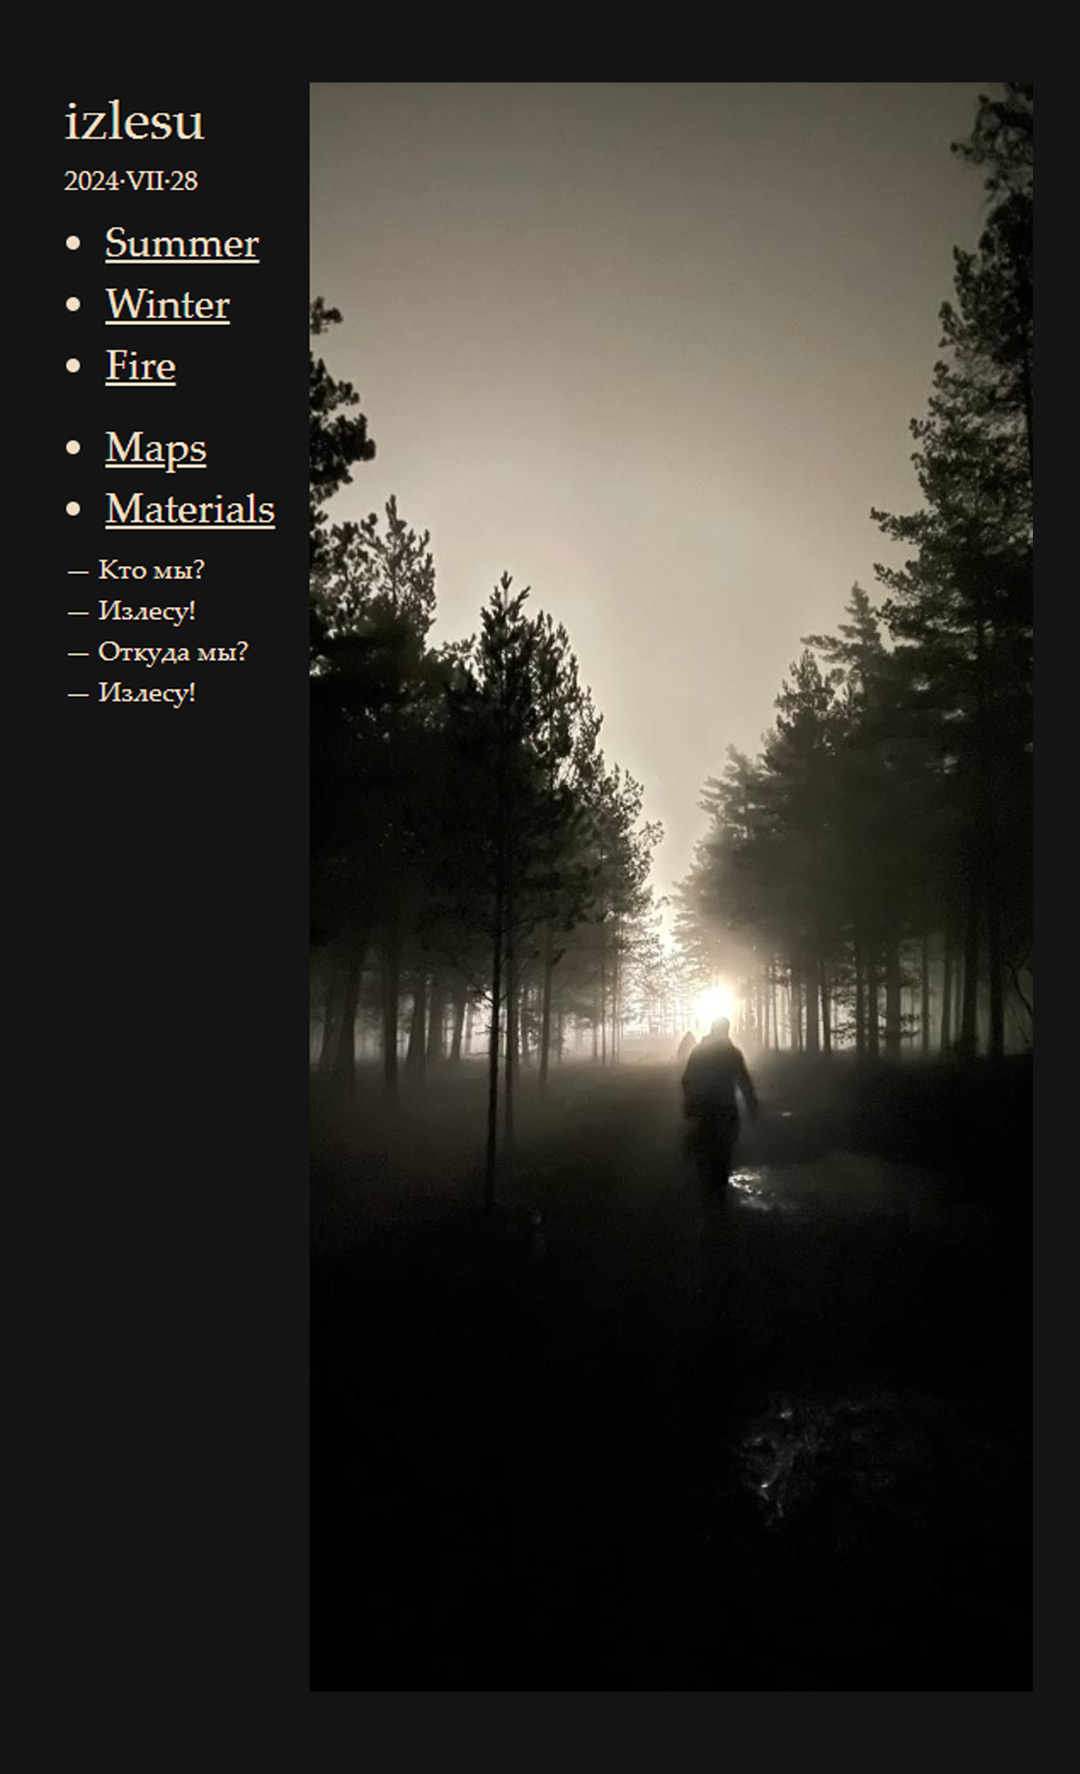 izlesu
2024·VII·28
• Summer
• Winter
• Fire
• Maps
• Materials
— Кто мы?
— Излесу!
— Откуда мы?
— Излесу!